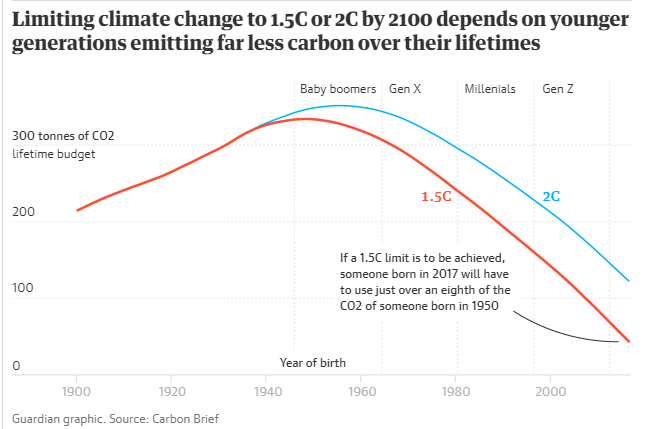 Limiting climate change to 1.5C or 2C by 2100 depends on younger
generations emitting far less carbon over their lifetimes
Baby boomers Gen X Millenials Gen Z
300 tonnes of CO2
lifetime budget
1.5C 2C
200
If a 1.5C limit is to be achieved,
someone born in 2017 will have
to use just over an eighth of the
CO2 of someone born in 1950
100
0
Year of birth
1900 1920 1940 1960 1980 2000
Guardian graphic. Source: Carbon Brief